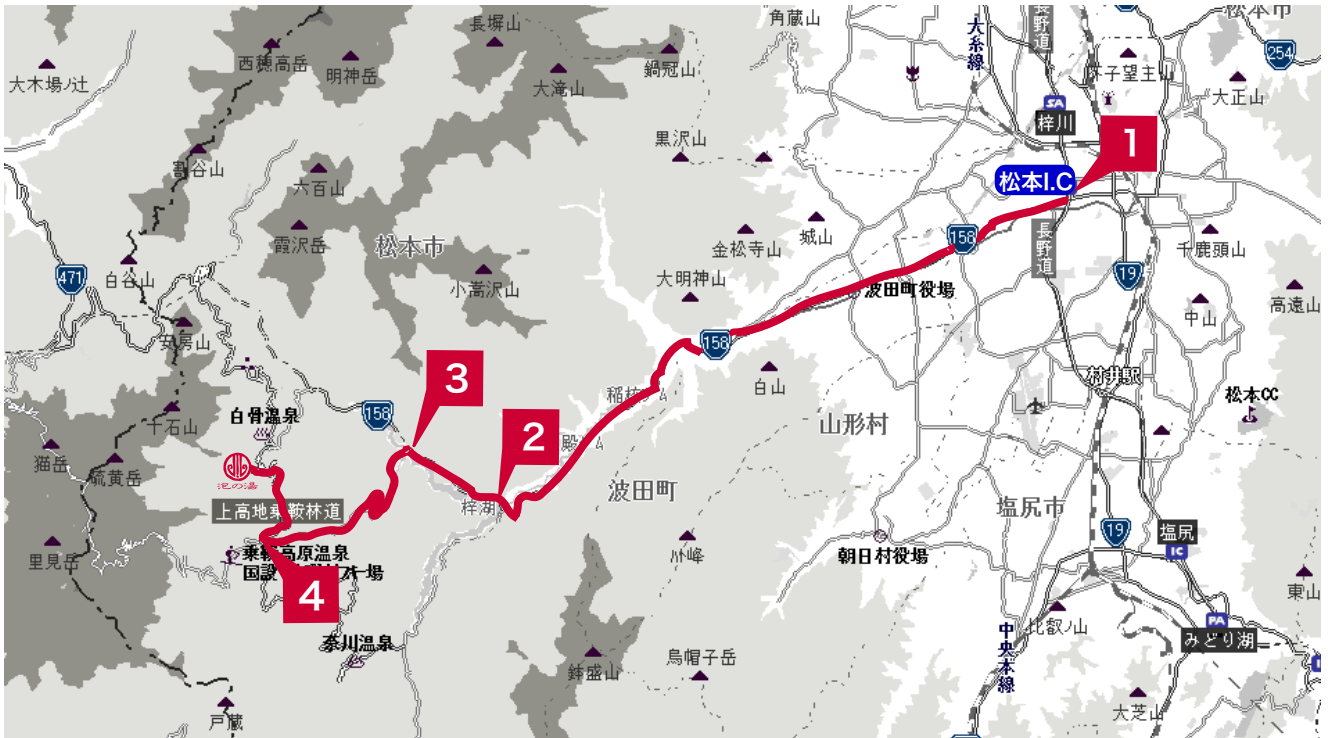 長堀山
角蔵山
松本市
西穂高岳
明神岳
鍋冠山
大糸線
長野道
254
大木場ノ辻
大滝山
芥子望主山
大正山
SA
梓川
1
黒沢山
割谷山
六百山
松本I.C
霞沢岳
松本市
金松寺山
城山
158
長野道
千鹿頭山
471
白谷山
小嵩沢山
大明神山
波田町役場
19
中山
高遠山
安房山
158
白山
村井駅
3
松本CC
白骨温泉
158
山形村
十石山
2
猫岳
硫黄岳
泡の湯
梓湖
波田町
塩尻市
上高地乗鞍林道
19
塩尻
IC
里見岳
乗鞍高原温泉
朝日村役場
4
東山
奈川温泉
中央本線
比叡ノ山
PA
みどり湖
鉢盛山
烏帽子岳
戸蔵
大芝山